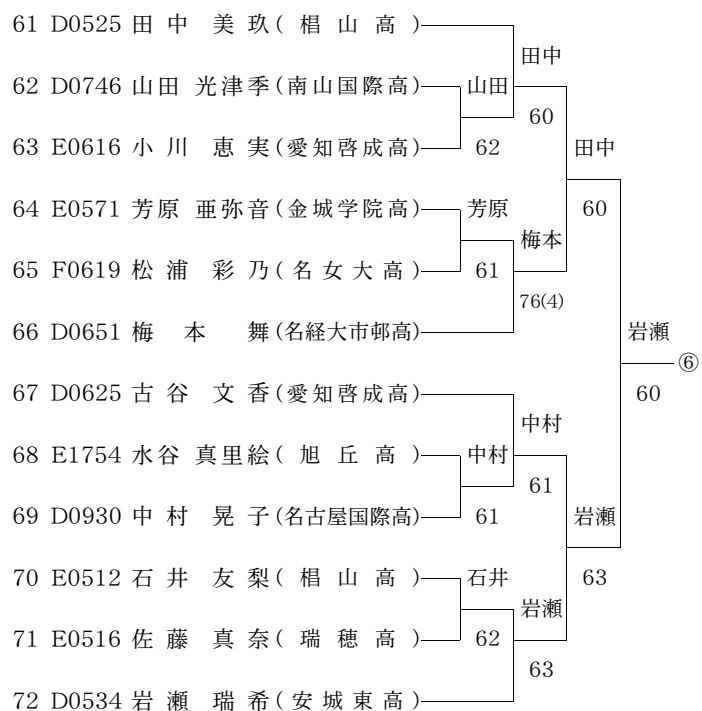 61 D0525 田中 美玖(椙山高)
田中
62 D0746 山田 光津季(南山国際高) 山田
60
63 E0616 小川 恵実(愛知啓成高) 62 田中
64 E0571 芳原 亜弥音(金城学院高) 芳原 60
梅本
65 F0619 松浦 彩乃(名女大高) 61
76(4)
66 D0651 梅本 舞(名経大市邨高) 岩瀬
⑥
67 D0625 古谷 文香(愛知啓成高) 60
中村
68 E1754 水谷 真里絵(旭丘高) 中村
61
69 D0930 中村 晃子(名古屋国際高) 61 岩瀬
70 E0512 石井 友梨(椙山高) 石井 63
岩瀬
71 E0516 佐藤 真奈(瑞穂高) 62
63
72 D0534 岩瀬 瑞希(安城東高)